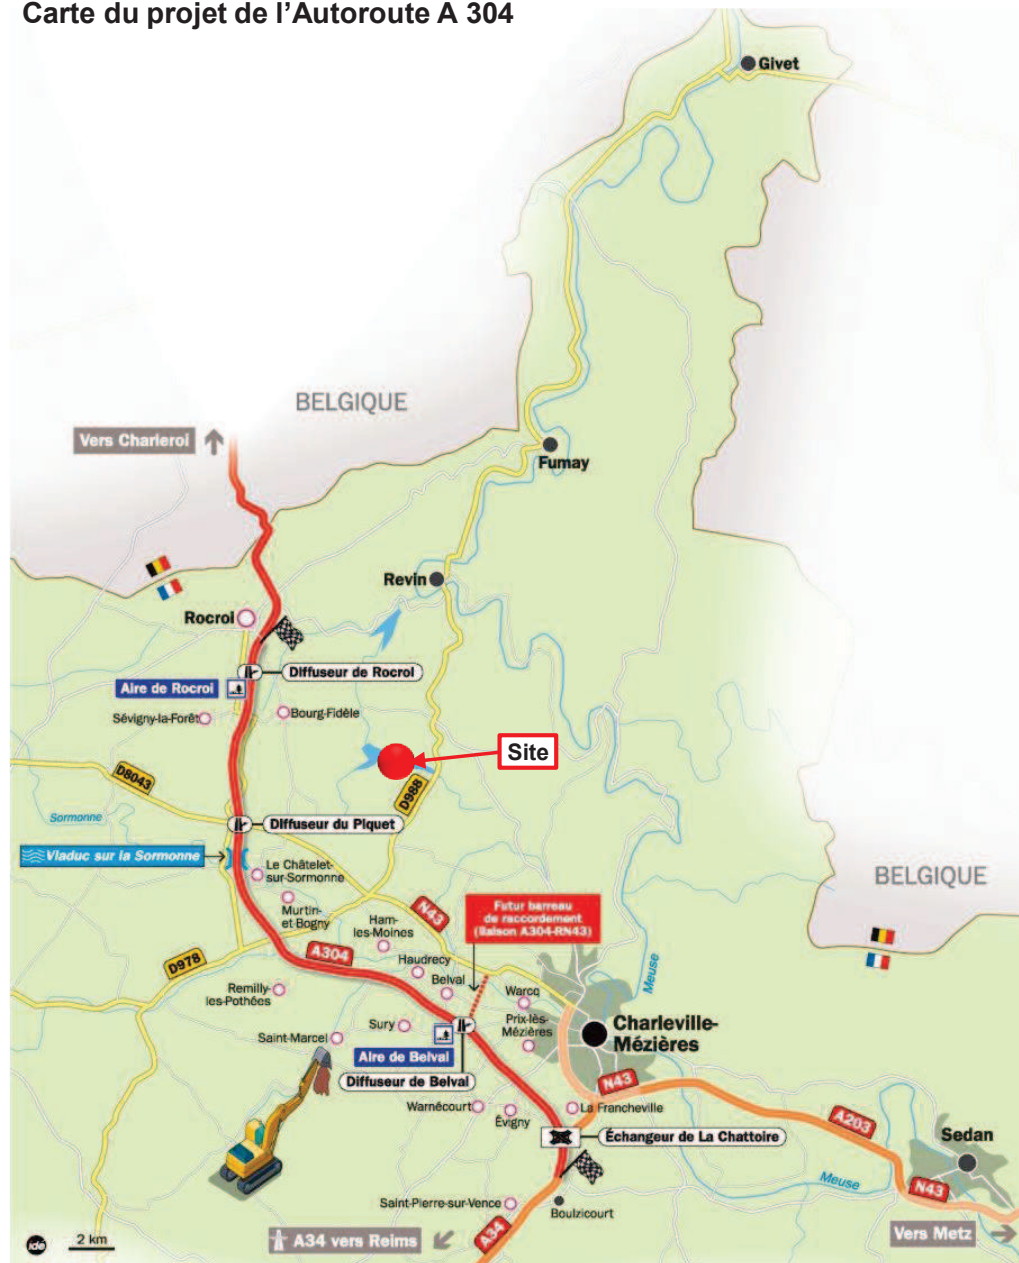 Carte du projet de l’Autoroute A 304
Givet
BELGIQUE
Vers Charleroi
Fumay
Revin
Rocroi
Diffuseur de Rocroi
Aire de Rocroi
Sévigny-la-Forêt
Bourg-Fidèle
Site
D8043
D988
Sormonne
Diffuseur du Piquet
Viaduc sur la Sormonne
Le Châtelet-
sur-Sormonne
BELGIQUE
Murtin-
et Bogny
Ham-
les-Moines
N43
Futur barreau
de raccordement
(liaison A304-RN43)
A304
D978
Haudrecy
Belval
Remilly-
les-Pothées
Warcq
Meuse
Prix-lès-
Mézières
Sury
Charleville-
Mézières
Saint-Marcel
Aire de Belval
Diffuseur de Belval
N43
Warnécourt
Évigny
La Francheville
A203
Échangeur de La Chattoire
Sedan
Meuse
N43
Saint-Pierre-sur-Vence
Boulzicourt
A34
A34 vers Reims
Vers Metz
ide
2 km